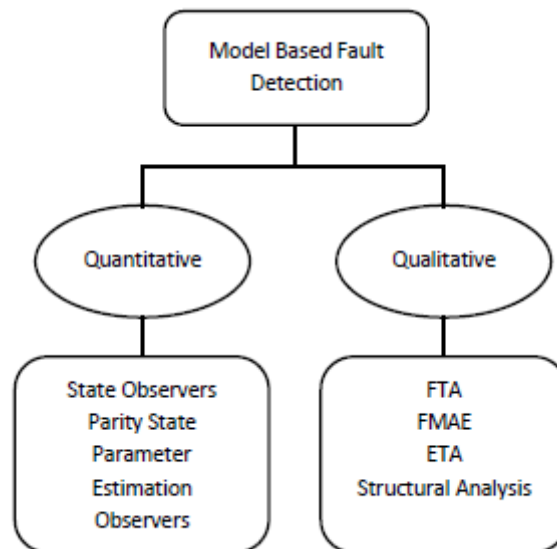 Model Based Fault
Detection
Quantitative
Qualitative
State Observers
Parity State
Parameter
Estimation
Observers
FTA
FMAE
ETA
Structural Analysis